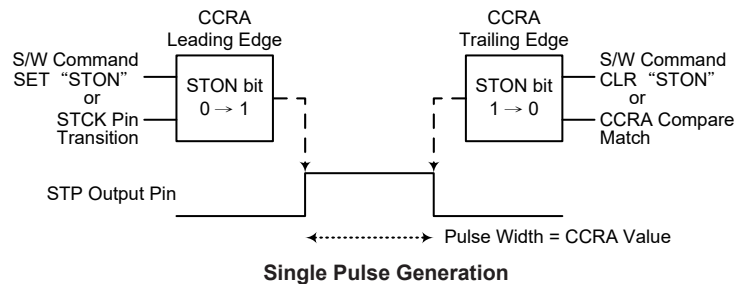 CCRA
Leading Edge
CCRA
Trailing Edge
S/W Command
SET “STON”
or
STCK Pin
Transition
STON bit
0 → 1
STON bit
1 → 0
S/W Command
CLR “STON”
or
CCRA Compare
Match
STP Output Pin
Pulse Width = CCRA Value
Single Pulse Generation